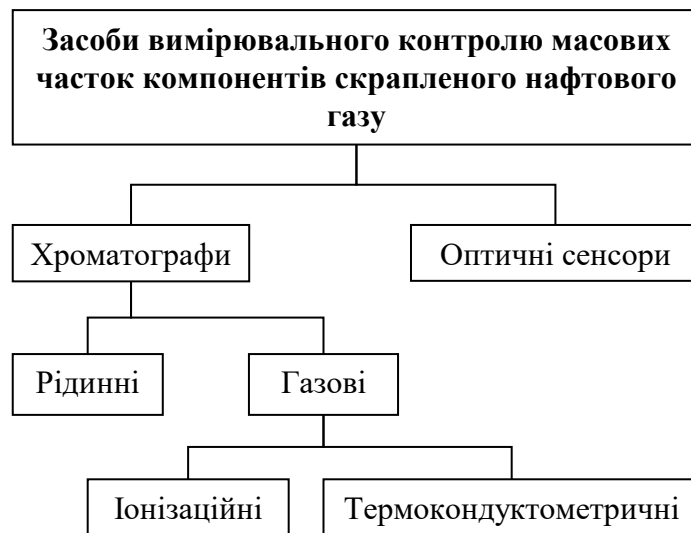 Засоби вимірювального контролю масових
часток компонентів скрапленого нафтового
газу
Хроматографи
Оптичні сенсори
Рідинні
Газові
Іонізаційні
Термокондуктометричні